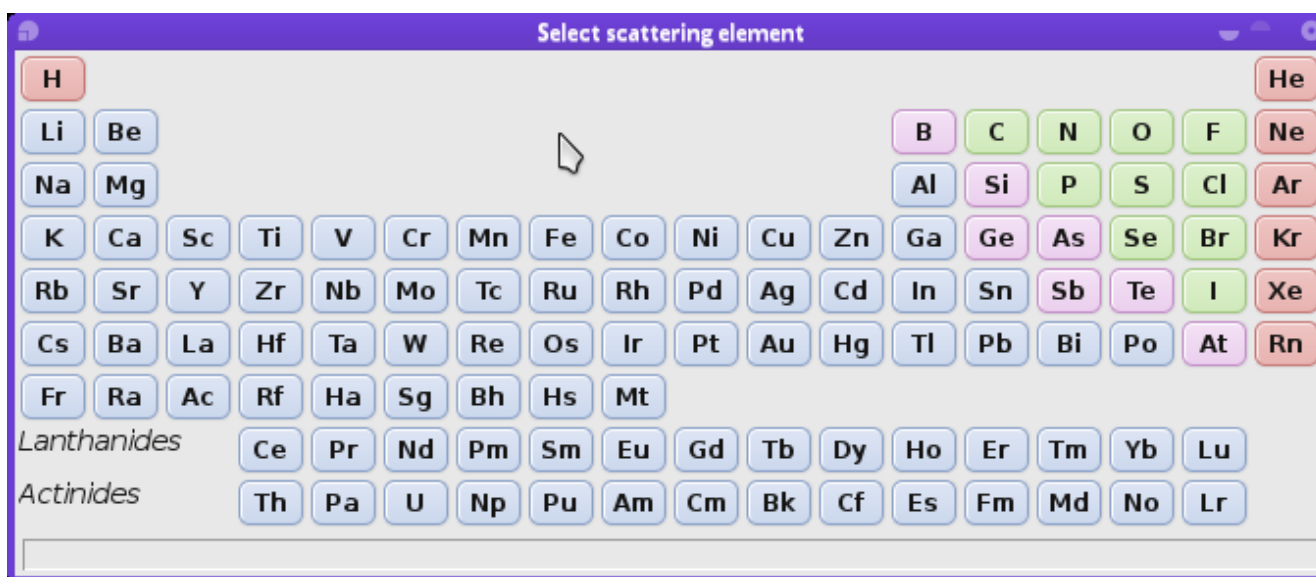 Select scattering element
H He
Li Be B C N O F Ne
Na Mg Al Si P S Cl Ar
K Ca Sc Ti V Cr Mn Fe Co Ni Cu Zn Ga Ge As Se Br Kr
Rb Sr Y Zr Nb Mo Tc Ru Rh Pd Ag Cd In Sn Sb Te I Xe
Cs Ba La Hf Ta W Re Os Ir Pt Au Hg Tl Pb Bi Po At Rn
Fr Ra Ac Rf Ha Sg Bh Hs Mt
Lanthanides Ce Pr Nd Pm Sm Eu Gd Tb Dy Ho Er Tm Yb Lu
Actinides Th Pa U Np Pu Am Cm Bk Cf Es Fm Md No Lr